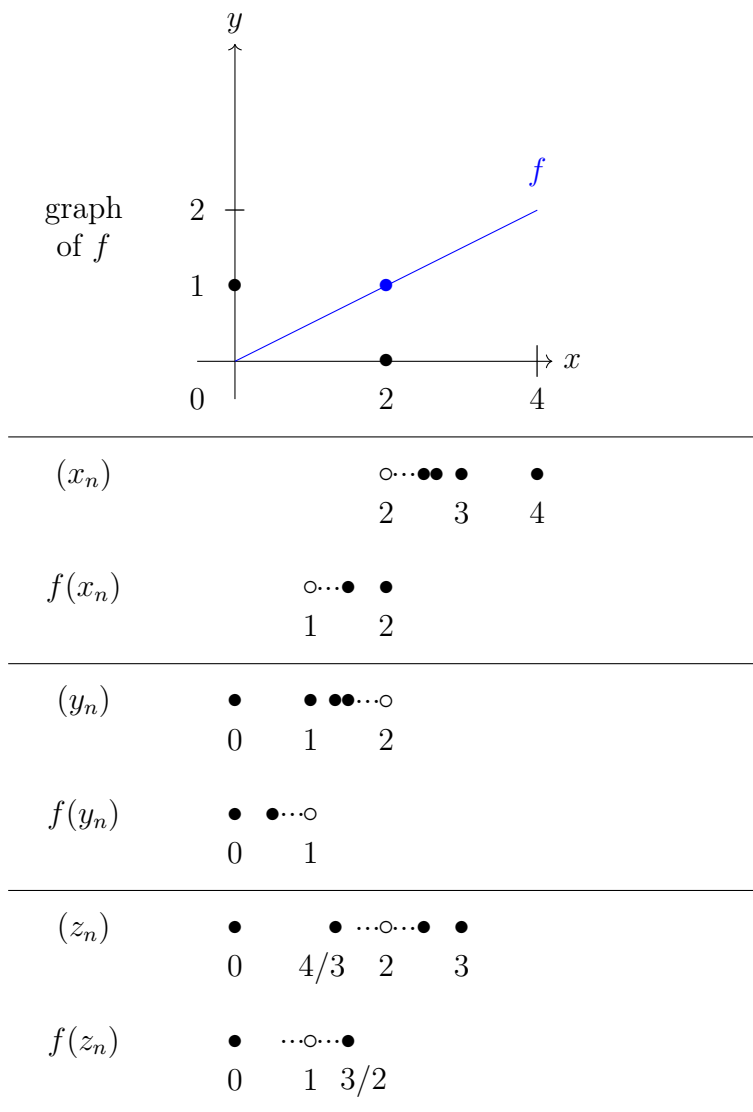 y
f
graph
of f
2
1
x
0 2 4
(x_n)
2 3 4
f(x_n)
1 2
(y_n)
0 1 2
f(y_n)
0 1
(z_n)
0 4/3 2 3
f(z_n)
0 1 3/2